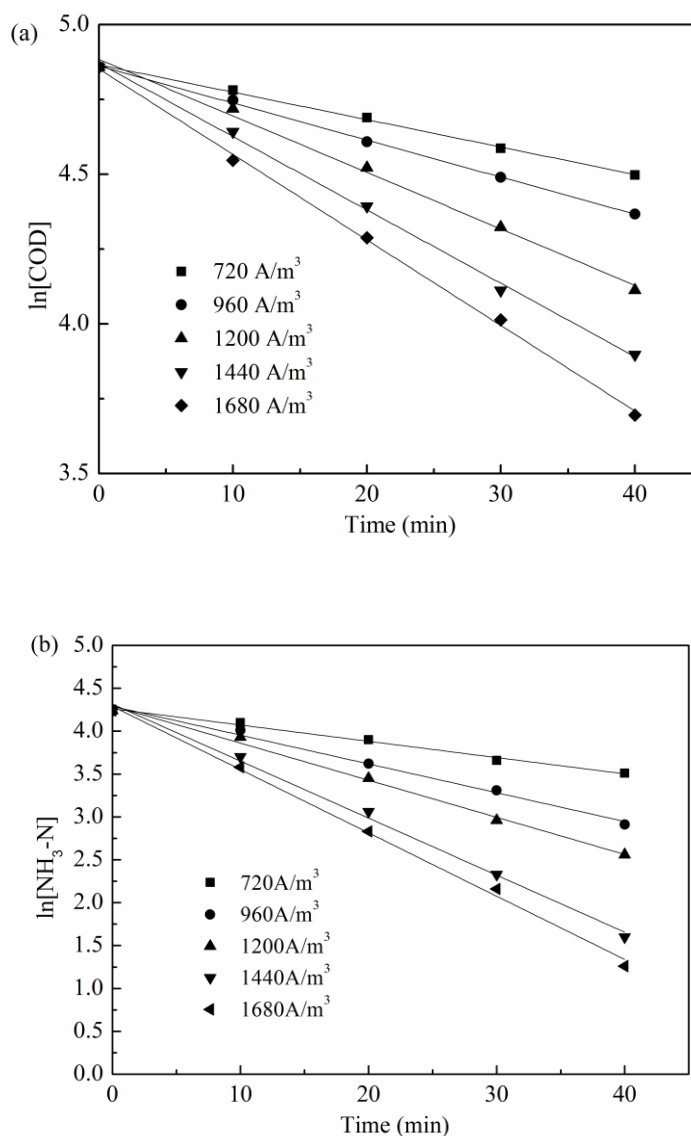 (a)
5.0
4.5
4.0
3.5
ln[COD]
720 A/m³
960 A/m³
1200 A/m³
1440 A/m³
1680 A/m³
0 10 20 30 40
Time (min)
(b)
5.0
4.5
4.0
3.5
3.0
2.5
2.0
1.5
1.0
0.5
0.0
ln[NH₃-N]
720A/m³
960A/m³
1200A/m³
1440A/m³
1680A/m³
0 10 20 30 40
Time (min)